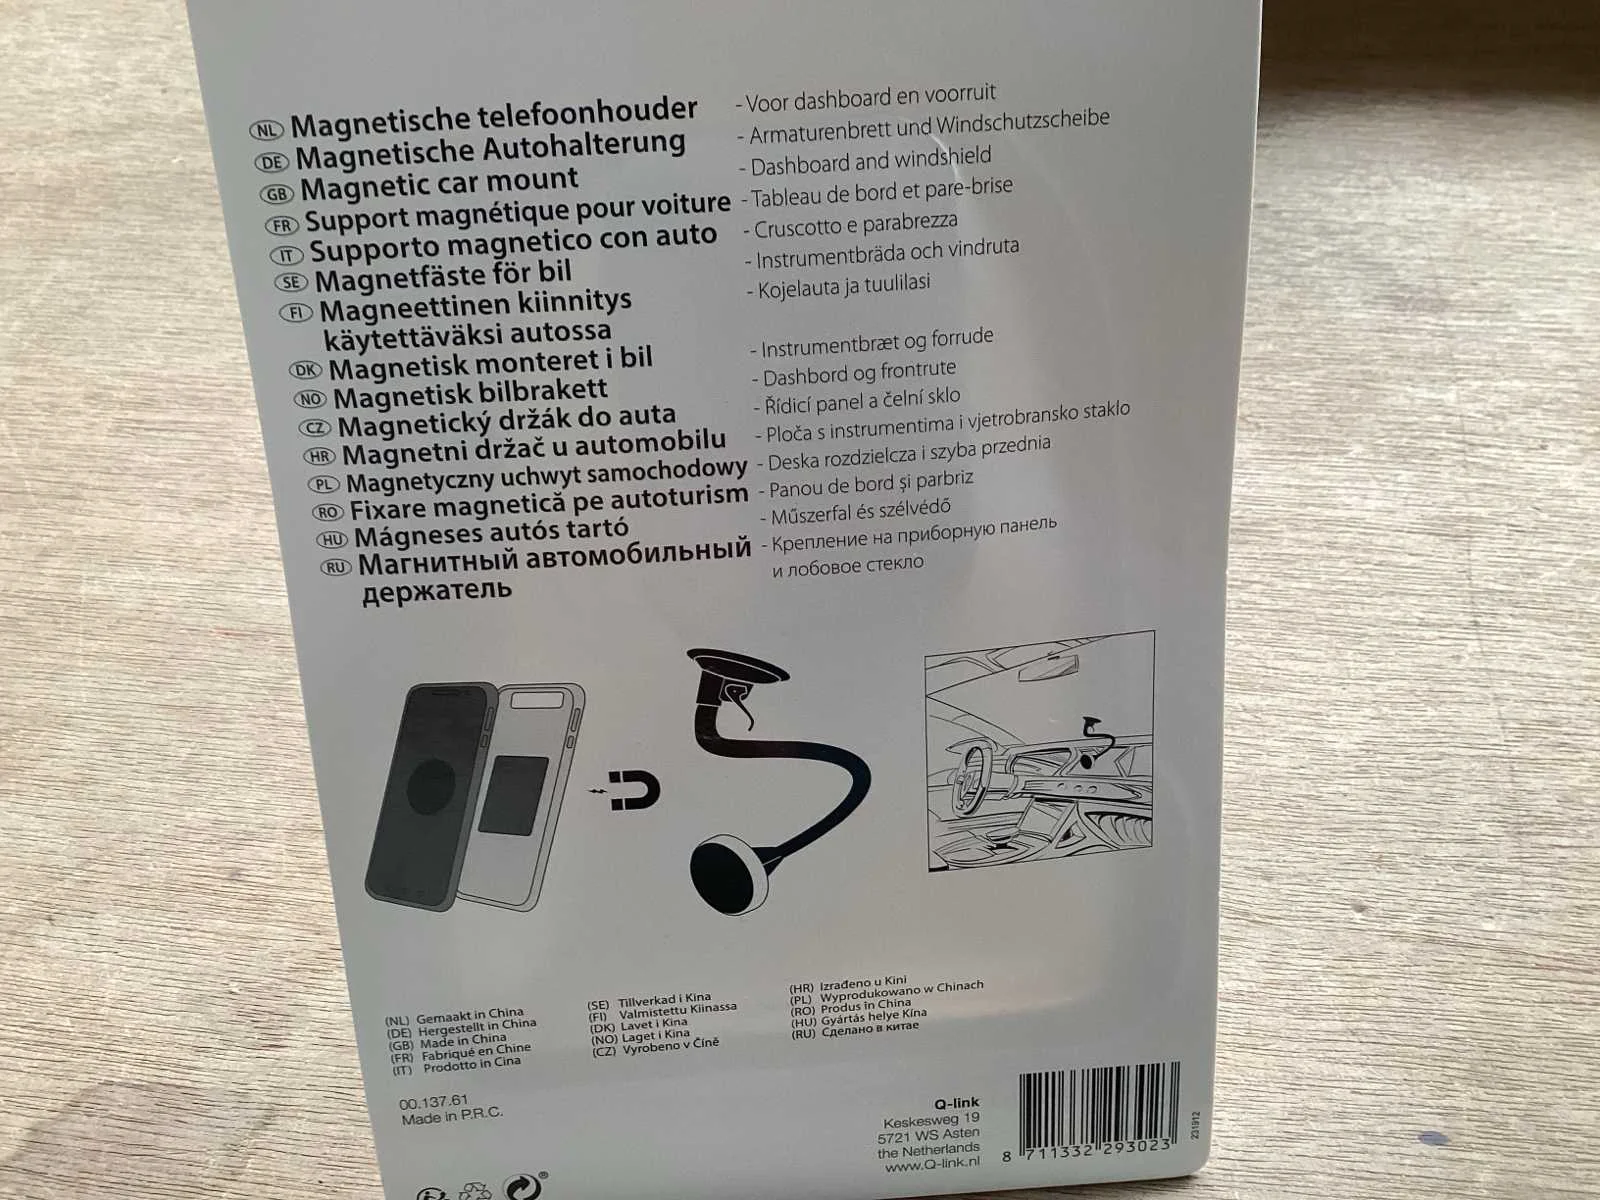 NL Magnetische telefoonhouder - Voor dashboard en voorruit
DE Magnetische Autohalterung - Armaturenbrett und Windschutzscheibe
GB Magnetic car mount - Dashboard and windshield
FR Support magnétique pour voiture - Tableau de bord et pare-brise
IT Supporto magnetico con auto - Cruscotto e parabrezza
SE Magnetfäste för bil - Instrumentbräda och vindruta
FI Magneettinen kiinnitys - Kojelauta ja tuulilasi
käytettäväksi autossa
DK Magnetisk monteret i bil - Instrumentbræt og forrude
NO Magnetisk bilbrakett - Dashbord og frontrute
CZ Magnetický držák do auta - Řídicí panel a čelní sklo
HR Magnetni držač u automobilu - Ploča s instrumentima i vjetrobransko staklo
PL Magnetyczny uchwyt samochodowy - Deska rozdzielcza i szyba przednia
RO Fixare magnetică pe autoturism - Panou de bord și parbriz
HU Mágneses autós tartó - Műszerfal és szélvédő
RU Магнитный автомобильный - Крепление на приборную панель
держатель и лобовое стекло
(NL) Gemaakt in China
(DE) Hergestellt in China
(GB) Made in China
(FR) Fabriqué en Chine
(IT) Prodotto in Cina
(SE) Tillverkad i Kina
(FI) Valmistettu Kiinassa
(DK) Lavet i Kina
(NO) Laget i Kina
(CZ) Vyrobeno v Číně
(HR) Izrađeno u Kini
(PL) Wyprodukowano w Chinach
(RO) Produs în China
(HU) Gyártás helye Kína
(RU) Сделано в китае
00.137.61
Made in P.R.C.
Q-link
Keskesweg 19
5721 WS Asten
the Netherlands
www.Q-link.nl
8 711332 293023
231912